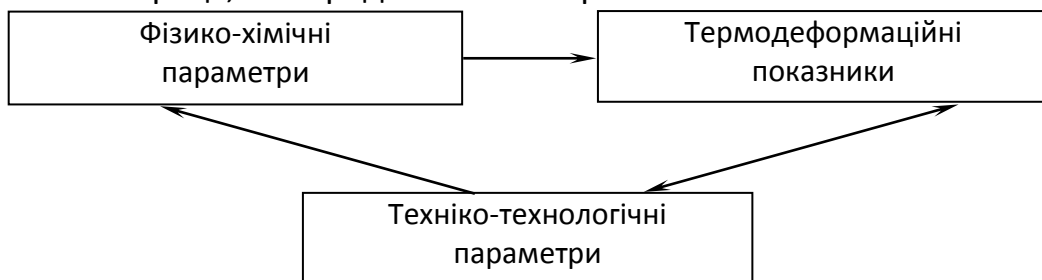 Фізико-хімічні
параметри
Термодеформаційні
показники
Техніко-технологічні
параметри